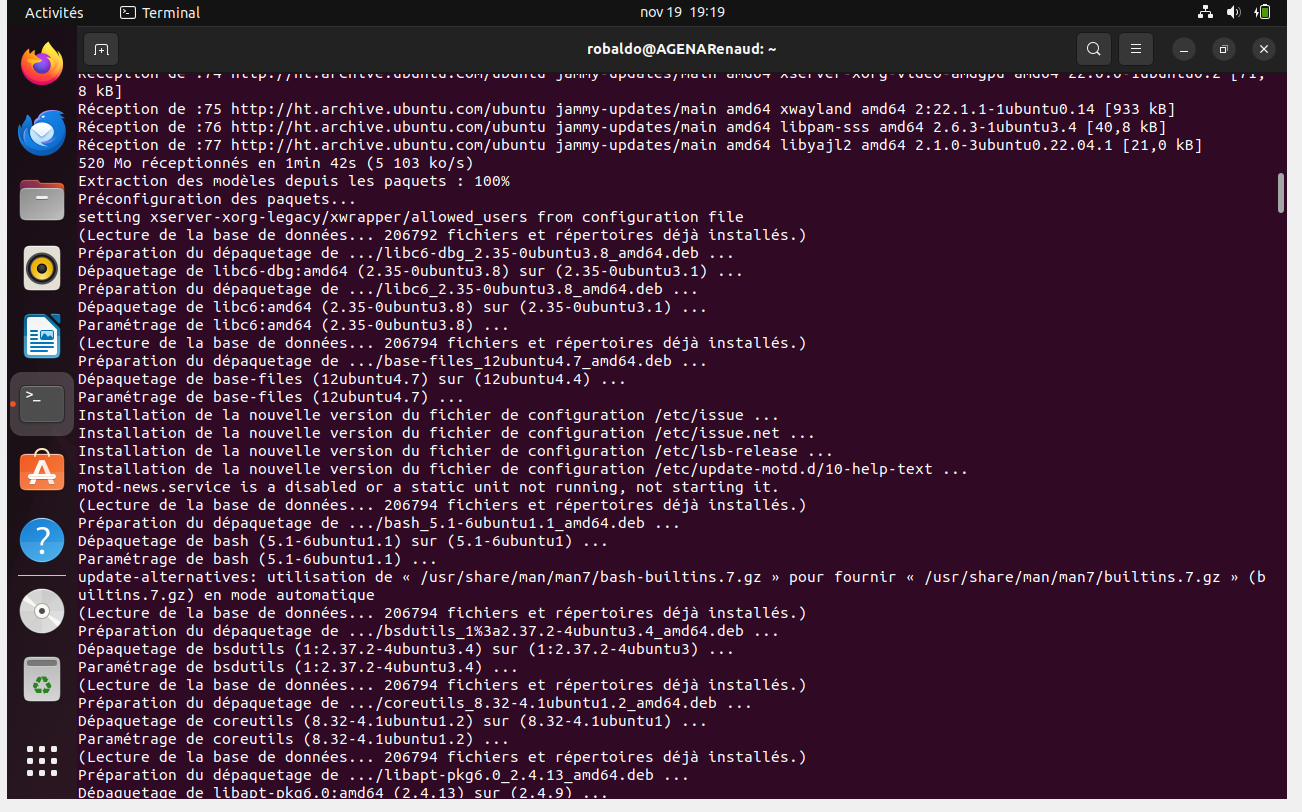 Activités
Terminal
nov 19 19:19
robaldo@AGENARenaud: ~
Réception de :74 http://ht.archive.ubuntu.com/ubuntu jammy-updates/main amd64 xserver-xorg-video-amdgpu amd64 22.0.0-1ubuntu0.2 [71,
8 kB]
Réception de :75 http://ht.archive.ubuntu.com/ubuntu jammy-updates/main amd64 xwayland amd64 2:22.1.1-1ubuntu0.14 [933 kB]
Réception de :76 http://ht.archive.ubuntu.com/ubuntu jammy-updates/main amd64 libpam-sss amd64 2.6.3-1ubuntu3.4 [40,8 kB]
Réception de :77 http://ht.archive.ubuntu.com/ubuntu jammy-updates/main amd64 libyajl2 amd64 2.1.0-3ubuntu0.22.04.1 [21,0 kB]
520 Mo réceptionnés en 1min 42s (5 103 ko/s)
Extraction des modèles depuis les paquets : 100%
Préconfiguration des paquets...
setting xserver-xorg-legacy/xwrapper/allowed_users from configuration file
(Lecture de la base de données... 206792 fichiers et répertoires déjà installés.)
Préparation du dépaquetage de .../libc6-dbg_2.35-0ubuntu3.8_amd64.deb ...
Dépaquetage de libc6-dbg:amd64 (2.35-0ubuntu3.8) sur (2.35-0ubuntu3.1) ...
Préparation du dépaquetage de .../libc6_2.35-0ubuntu3.8_amd64.deb ...
Dépaquetage de libc6:amd64 (2.35-0ubuntu3.8) sur (2.35-0ubuntu3.1) ...
Paramétrage de libc6:amd64 (2.35-0ubuntu3.8) ...
(Lecture de la base de données... 206794 fichiers et répertoires déjà installés.)
Préparation du dépaquetage de .../base-files_12ubuntu4.7_amd64.deb ...
Dépaquetage de base-files (12ubuntu4.7) sur (12ubuntu4.4) ...
Paramétrage de base-files (12ubuntu4.7) ...
Installation de la nouvelle version du fichier de configuration /etc/issue ...
Installation de la nouvelle version du fichier de configuration /etc/issue.net ...
Installation de la nouvelle version du fichier de configuration /etc/lsb-release ...
Installation de la nouvelle version du fichier de configuration /etc/update-motd.d/10-help-text ...
motd-news.service is a disabled or a static unit not running, not starting it.
(Lecture de la base de données... 206794 fichiers et répertoires déjà installés.)
Préparation du dépaquetage de .../bash_5.1-6ubuntu1.1_amd64.deb ...
Dépaquetage de bash (5.1-6ubuntu1.1) sur (5.1-6ubuntu1) ...
Paramétrage de bash (5.1-6ubuntu1.1) ...
update-alternatives: utilisation de « /usr/share/man/man7/bash-builtins.7.gz » pour fournir « /usr/share/man/man7/builtins.7.gz » (b
uiltins.7.gz) en mode automatique
(Lecture de la base de données... 206794 fichiers et répertoires déjà installés.)
Préparation du dépaquetage de .../bsdutils_1%3a2.37.2-4ubuntu3.4_amd64.deb ...
Dépaquetage de bsdutils (1:2.37.2-4ubuntu3.4) sur (1:2.37.2-4ubuntu3) ...
Paramétrage de bsdutils (1:2.37.2-4ubuntu3.4) ...
(Lecture de la base de données... 206794 fichiers et répertoires déjà installés.)
Préparation du dépaquetage de .../coreutils_8.32-4.1ubuntu1.2_amd64.deb ...
Dépaquetage de coreutils (8.32-4.1ubuntu1.2) sur (8.32-4.1ubuntu1) ...
Paramétrage de coreutils (8.32-4.1ubuntu1.2) ...
(Lecture de la base de données... 206794 fichiers et répertoires déjà installés.)
Préparation du dépaquetage de .../libapt-pkg6.0_2.4.13_amd64.deb ...
Dépaquetage de libapt-pkg6.0:amd64 (2.4.13) sur (2.4.9) ...